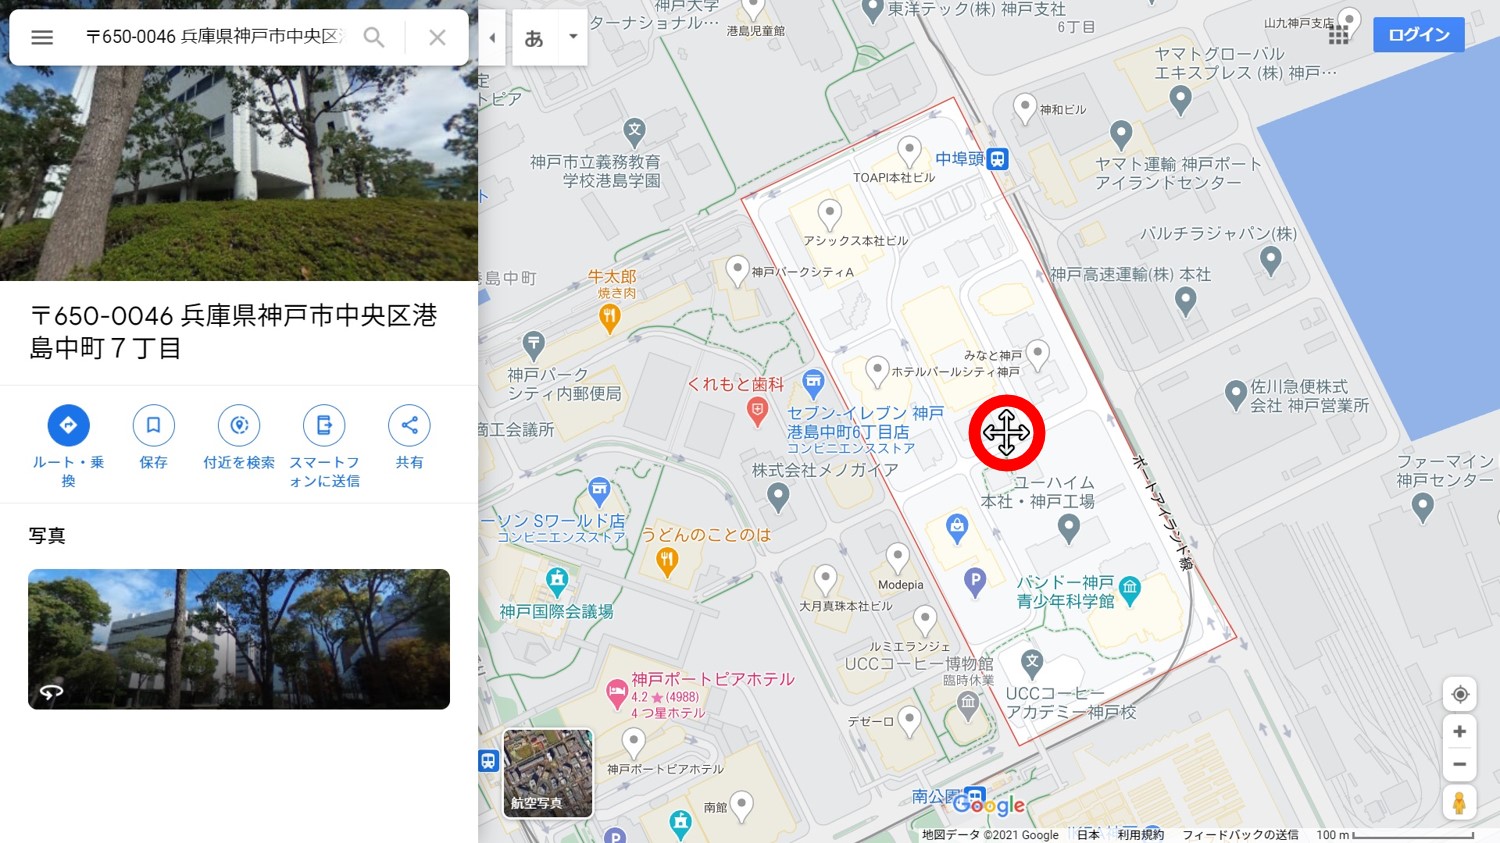 〒650-0046 兵庫県神戸市中央区港
島中町７丁目
〒650-0046 兵庫県神戸市中央区
ルート・乗
換
保存
付近を検索
スマートフ
ォンに送信
共有
写真
あ
ログイン
神戸大学
ターナショナル…
港島児童館
東洋テック(株) 神戸支社
6丁目
山九神戸支店
ヤマトグローバル
エキスプレス (株) 神戸…
定
トピア
神戸市立義務教育
学校港島学園
中埠頭
神和ビル
TOAPI本社ビル
ヤマト運輸 神戸ポート
アイランドセンター
アシックス本社ビル
バルチラジャパン(株)
島中町
牛太郎
焼き肉
神戸パークシティA
神戸高速運輸(株) 本社
神戸パーク
シティ内郵便局
みなと神戸
ホテルパールシティ神戸
くれもと歯科
セブン-イレブン 神戸
港島中町6丁目店
コンビニエンスストア
佐川急便株式
会社 神戸営業所
商工会議所
株式会社メノガイア
ユーハイム
本社・神戸工場
ファーマイン
神戸センター
ポートアイランド線
ーソン Sワールド店
コンビニエンスストア
うどんのことのは
Modepia
大月真珠本社ビル
バンドー神戸
青少年科学館
神戸国際会議場
ルミエランジェ
UCCコーヒー博物館
臨時休業
神戸ポートピアホテル
4.2 ★(4988)
4 つ星ホテル
UCCコーヒー
アカデミー神戸校
デゼーロ
神戸ポートピアホテル
航空写真
南館
南公園
Google
P
P
地図データ ©2021 Google
日本
利用規約
フィードバックの送信
100 m